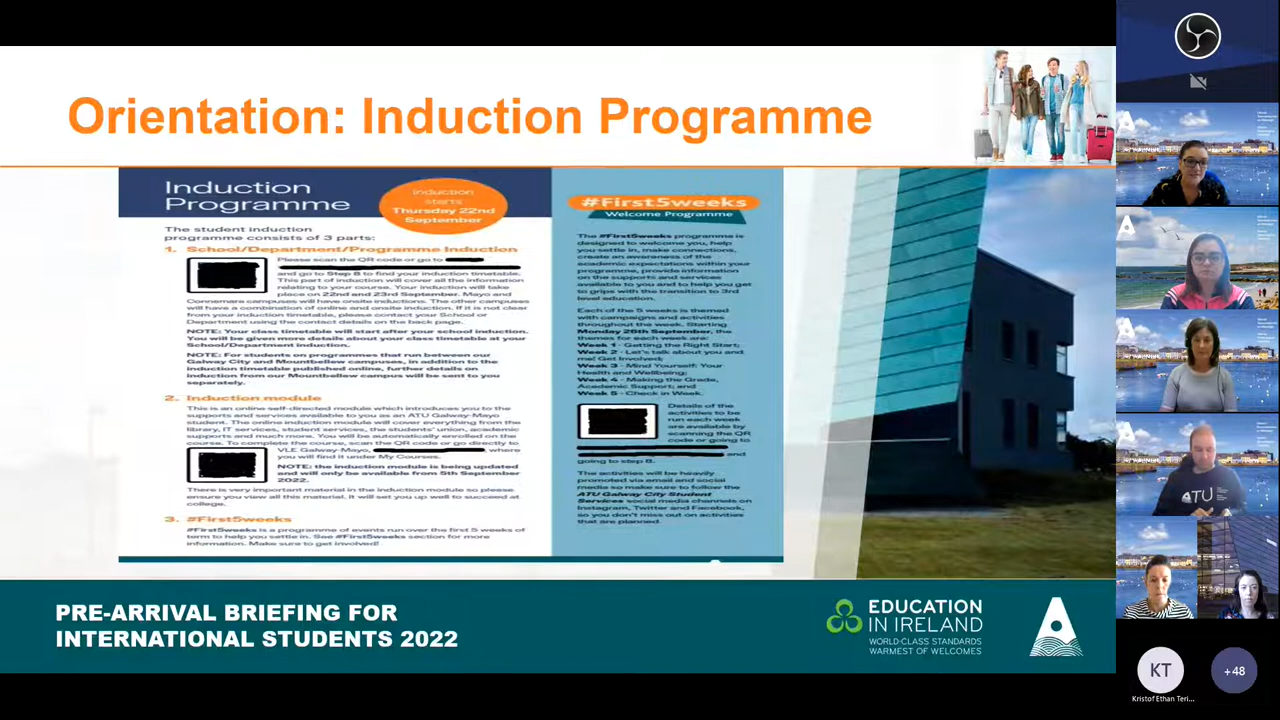 Orientation: Induction Programme
Induction
Programme
Induction
starts
Thursday 22nd
September
The student induction
programme consists of 3 parts:
1. School/Department/Programme Induction
Please scan the QR code or go to
and go to Step 8 to find your induction timetable.
This part of induction will cover all the information
relating to your course. Your induction will take
place on 22nd and 23rd September. Mayo and
Connemara campuses will have onsite inductions. The other campuses
will have a combination of online and onsite induction. If it is not clear
from your induction timetable, please contact your School or
Department using the contact details on the back page.
NOTE: Your class timetable will start after your school induction.
You will be given more details about your class timetable at your
School/Department induction.
NOTE: For students on programmes that run between our
Galway City and Mountbellew campuses, in addition to the
induction timetable published online, further details on
induction from our Mountbellew campus will be sent to you
separately.
2. Induction module
This is an online self-directed module which introduces you to the
supports and services available to you as an ATU Galway-Mayo
student. The online induction module will cover everything from the
library, IT services, student services, the students' union, academic
supports and much more. You will be automatically enrolled on the
course. To complete the course, scan the QR code or go directly to
VLE Galway-Mayo, where
you will find it under My Courses.
NOTE: the induction module is being updated
and will only be available from 5th September
2022.
There is very important material in the induction module so please
ensure you view all this material. It will set you up well to succeed at
college.
3. #First5weeks
#First5weeks is a programme of events run over the first 5 weeks of
term to help you settle in. See #First5weeks section for more
information. Make sure to get involved!
#First5weeks
Welcome Programme
The #First5weeks programme is
designed to welcome you, help
you settle in, make connections,
create an awareness of the
academic expectations within your
programme, provide information
on the supports and services
available to you and to help you get
to grips with the transition to 3rd
level education.
Each of the 5 weeks is themed
with campaigns and activities
throughout the week. Starting
Monday 26th September, the
themes for each week are:
Week 1 - Getting the Right Start;
Week 2 - Let's talk about you and
me! Get Involved;
Week 3 - Mind Yourself: Your
Health and Wellbeing;
Week 4 - Making the Grade,
Academic Support; and
Week 5 - Check in Week.
Details of the
activities to be
run each week
are available by
scanning the QR
code or going to
and
going to step 8.
The activities will be heavily
promoted via email and social
media so make sure to follow the
ATU Galway City Student
Services social media channels on
Instagram, Twitter and Facebook,
so you don't miss out on activities
that are planned.
PRE-ARRIVAL BRIEFING FOR
INTERNATIONAL STUDENTS 2022
EDUCATION
IN IRELAND
WORLD-CLASS STANDARDS
WARMEST OF WELCOMES
ATU
KT
+48
Kristof Ethan Teri...